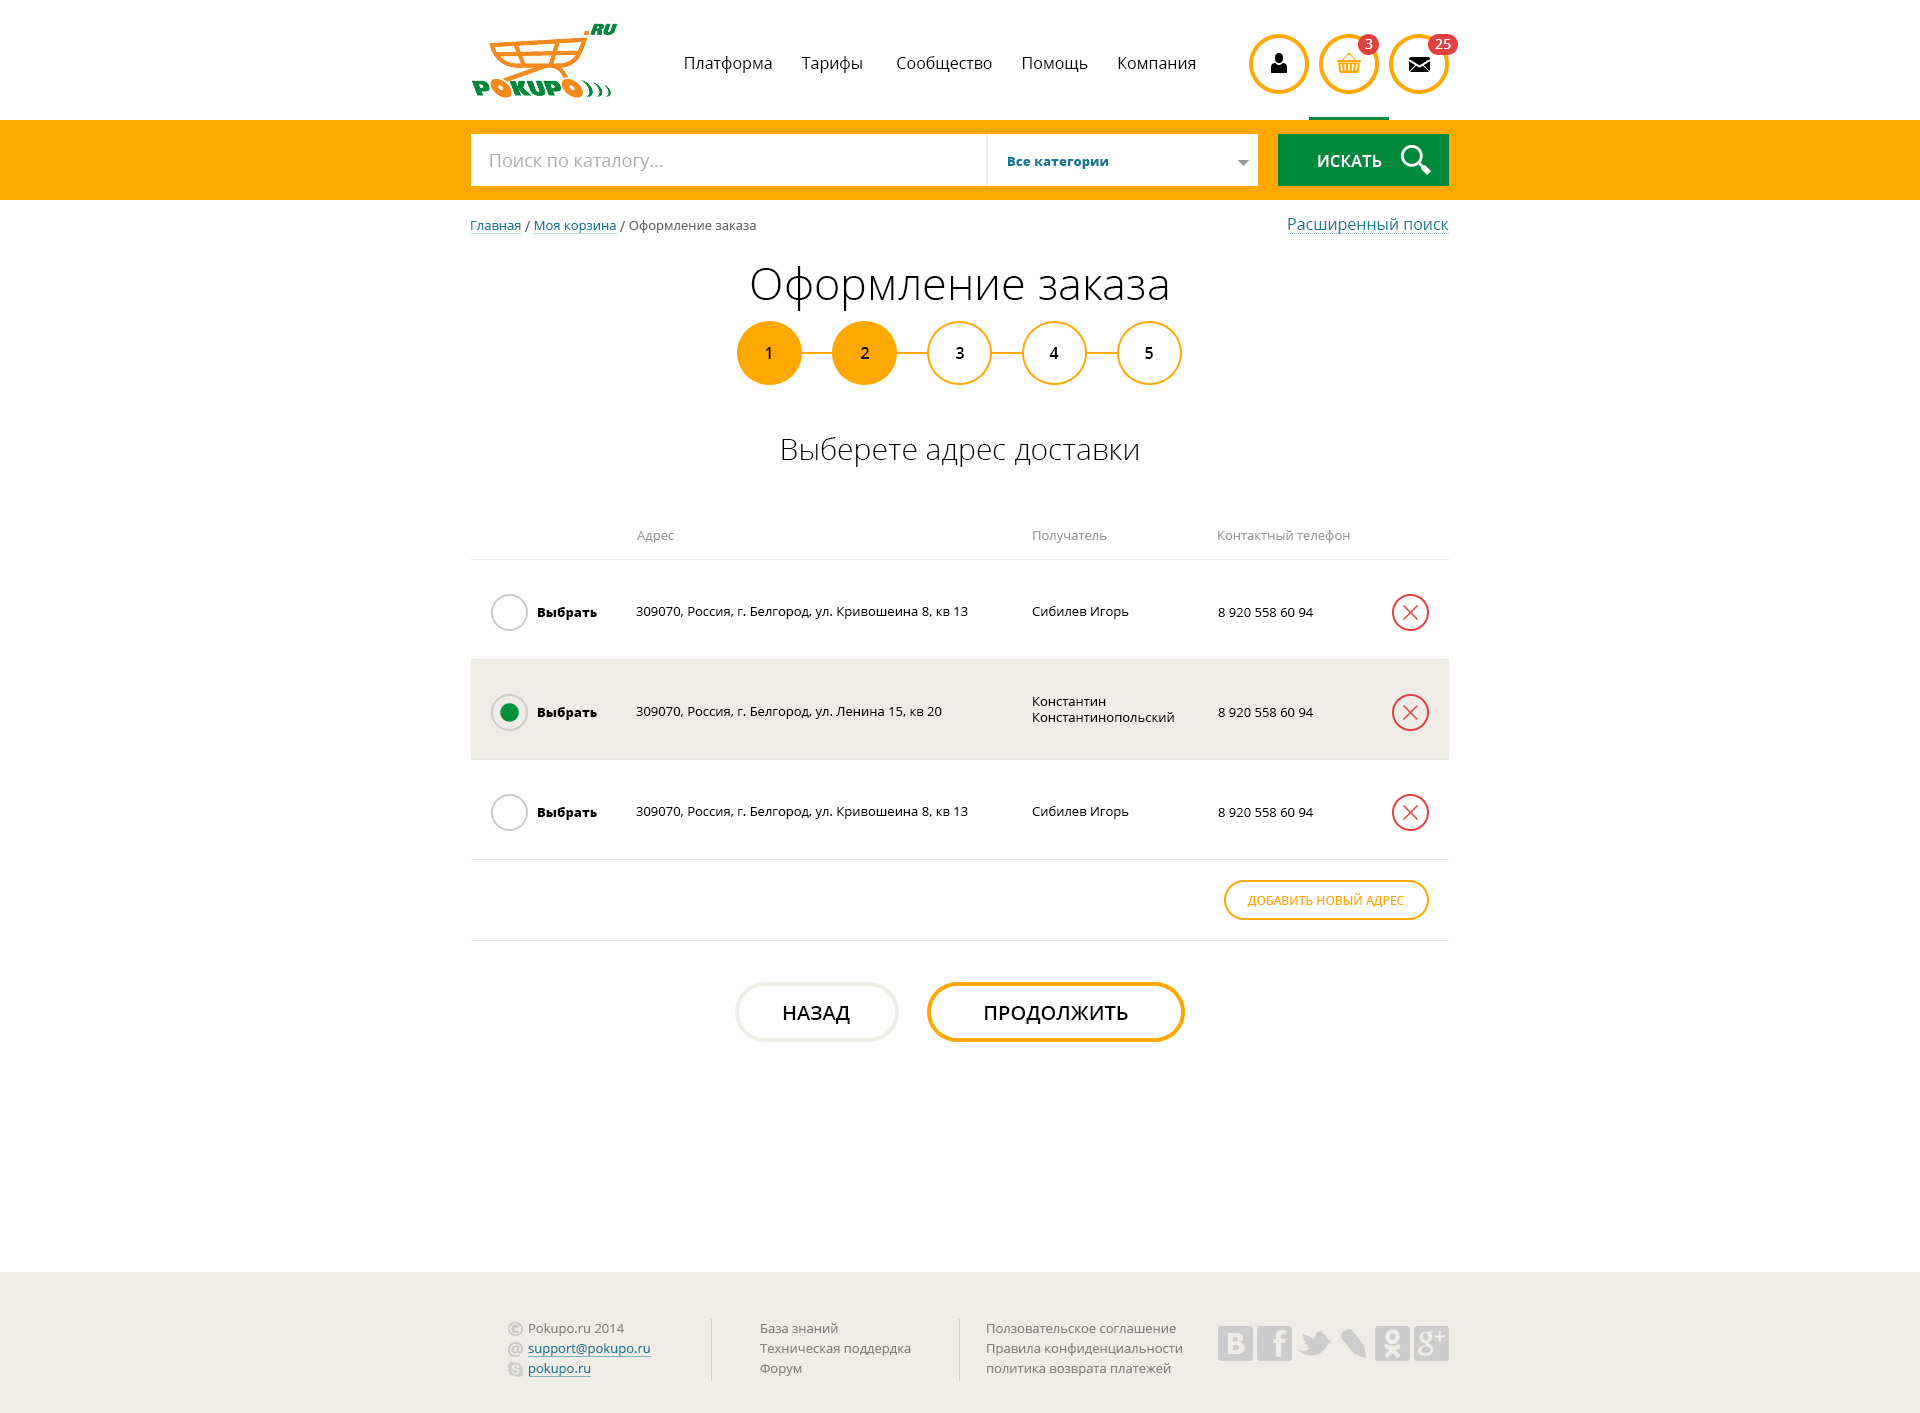 .RU
POKUPO
Платформа Тарифы Сообщество Помощь Компания
3
25
Поиск по каталогу...
Все категории
ИСКАТЬ
Главная / Моя корзина / Оформление заказа
Расширенный поиск
Оформление заказа
1 2 3 4 5
Выберете адрес доставки
Адрес Получатель Контактный телефон
Выбрать 309070, Россия, г. Белгород, ул. Кривошеина 8, кв 13 Сибилев Игорь 8 920 558 60 94
Выбрать 309070, Россия, г. Белгород, ул. Ленина 15, кв 20 Константин
Константинопольский 8 920 558 60 94
Выбрать 309070, Россия, г. Белгород, ул. Кривошеина 8, кв 13 Сибилев Игорь 8 920 558 60 94
ДОБАВИТЬ НОВЫЙ АДРЕС
НАЗАД ПРОДОЛЖИТЬ
© Pokupo.ru 2014
@ support@pokupo.ru
pokupo.ru
База знаний
Техническая поддердка
Форум
Ползовательское соглашение
Правила конфиденциальности
политика возврата платежей